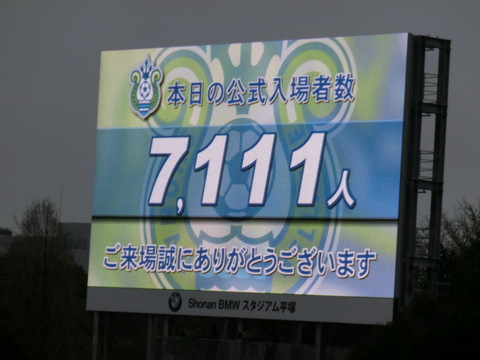 本日の公式入場者数
7,111人
ご来場誠にありがとうございます
Shonan BMW スタジアム平塚